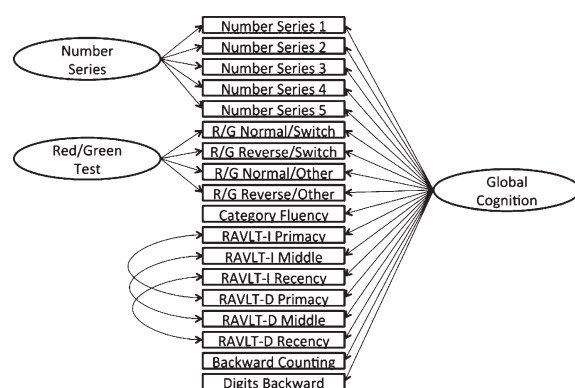 Number Series 1
Number Series 2
Number Series 3
Number Series 4
Number Series 5
R/G Normal/Switch
R/G Reverse/Switch
R/G Normal/Other
R/G Reverse/Other
Category Fluency
RAVLT-I Primacy
RAVLT-I Middle
RAVLT-I Recency
RAVLT-D Primacy
RAVLT-D Middle
RAVLT-D Recency
Backward Counting
Digits Backward
Number
Series
Red/Green
Test
Global
Cognition